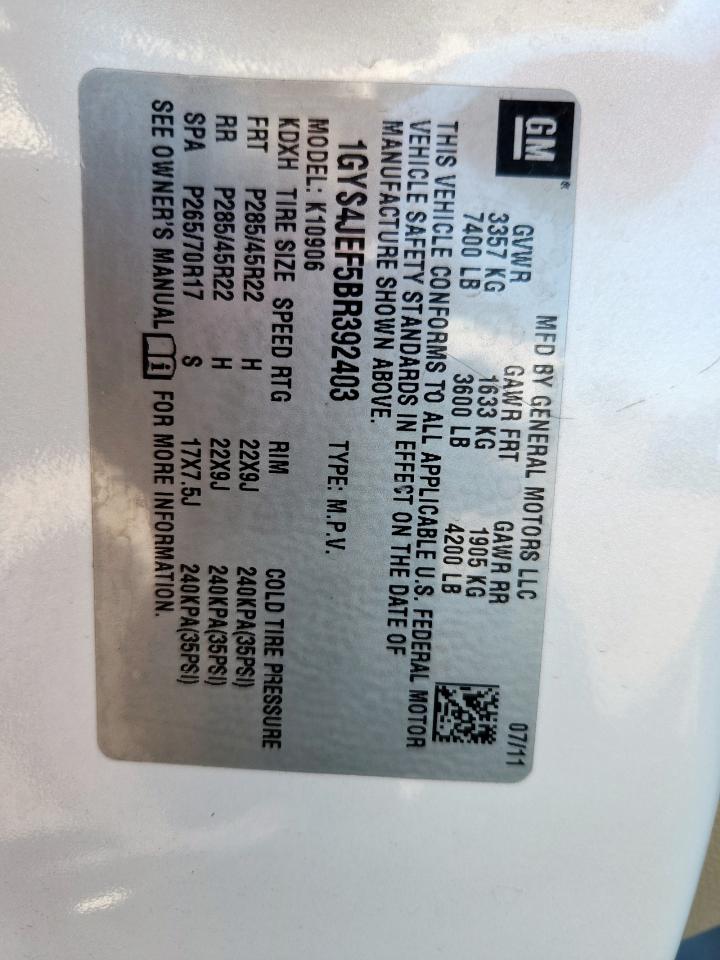 GM®
MFD BY GENERAL MOTORS LLC 07/11
GVWR GAWR FRT GAWR RR
3357 KG 1633 KG 1905 KG
7400 LB 3600 LB 4200 LB
THIS VEHICLE CONFORMS TO ALL APPLICABLE U.S. FEDERAL MOTOR
VEHICLE SAFETY STANDARDS IN EFFECT ON THE DATE OF
MANUFACTURE SHOWN ABOVE.
1GYS4JEF5BR392403 TYPE: M.P.V.
MODEL: K10906
KDXH TIRE SIZE SPEED RTG RIM COLD TIRE PRESSURE
FRT P285/45R22 H 22X9J 240KPA(35PSI)
RR P285/45R22 H 22X9J 240KPA(35PSI)
SPA P265/70R17 S 17X7.5J 240KPA(35PSI)
SEE OWNER'S MANUAL i FOR MORE INFORMATION.